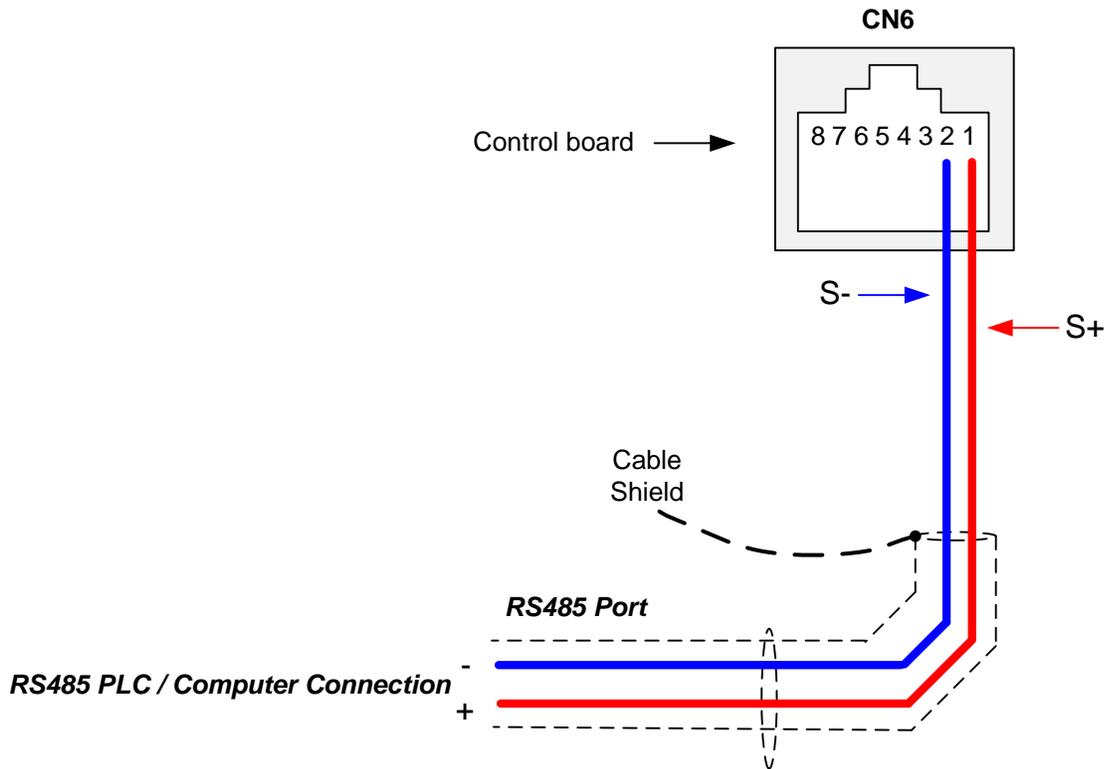 CN6
Control board
8 7 6 5 4 3 2 1
S-
S+
Cable
Shield
RS485 Port
-
RS485 PLC / Computer Connection
+